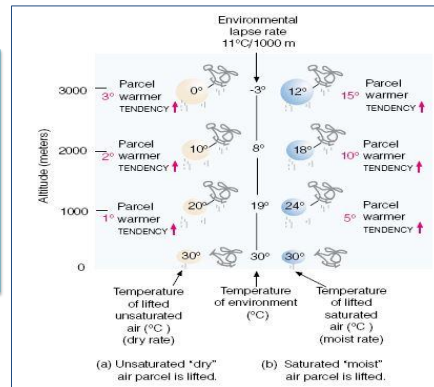 Environmental
lapse rate
11°C/1000 m
3000
Parcel
3° warmer
TENDENCY
0°
-3°
12°
Parcel
15° warmer
TENDENCY
2000
Parcel
2° warmer
TENDENCY
10°
8°
18°
Parcel
10° warmer
TENDENCY
1000
Parcel
1° warmer
TENDENCY
20°
19°
24°
Parcel
5° warmer
TENDENCY
0
30°
30°
30°
Altitude (meters)
Temperature
of lifted
unsaturated
air (°C )
(dry rate)
Temperature
of environment
(°C)
Temperature
of lifted
saturated
air (°C )
(moist rate)
(a) Unsaturated "dry"
air parcel is lifted.
(b) Saturated "moist"
air parcel is lifted.